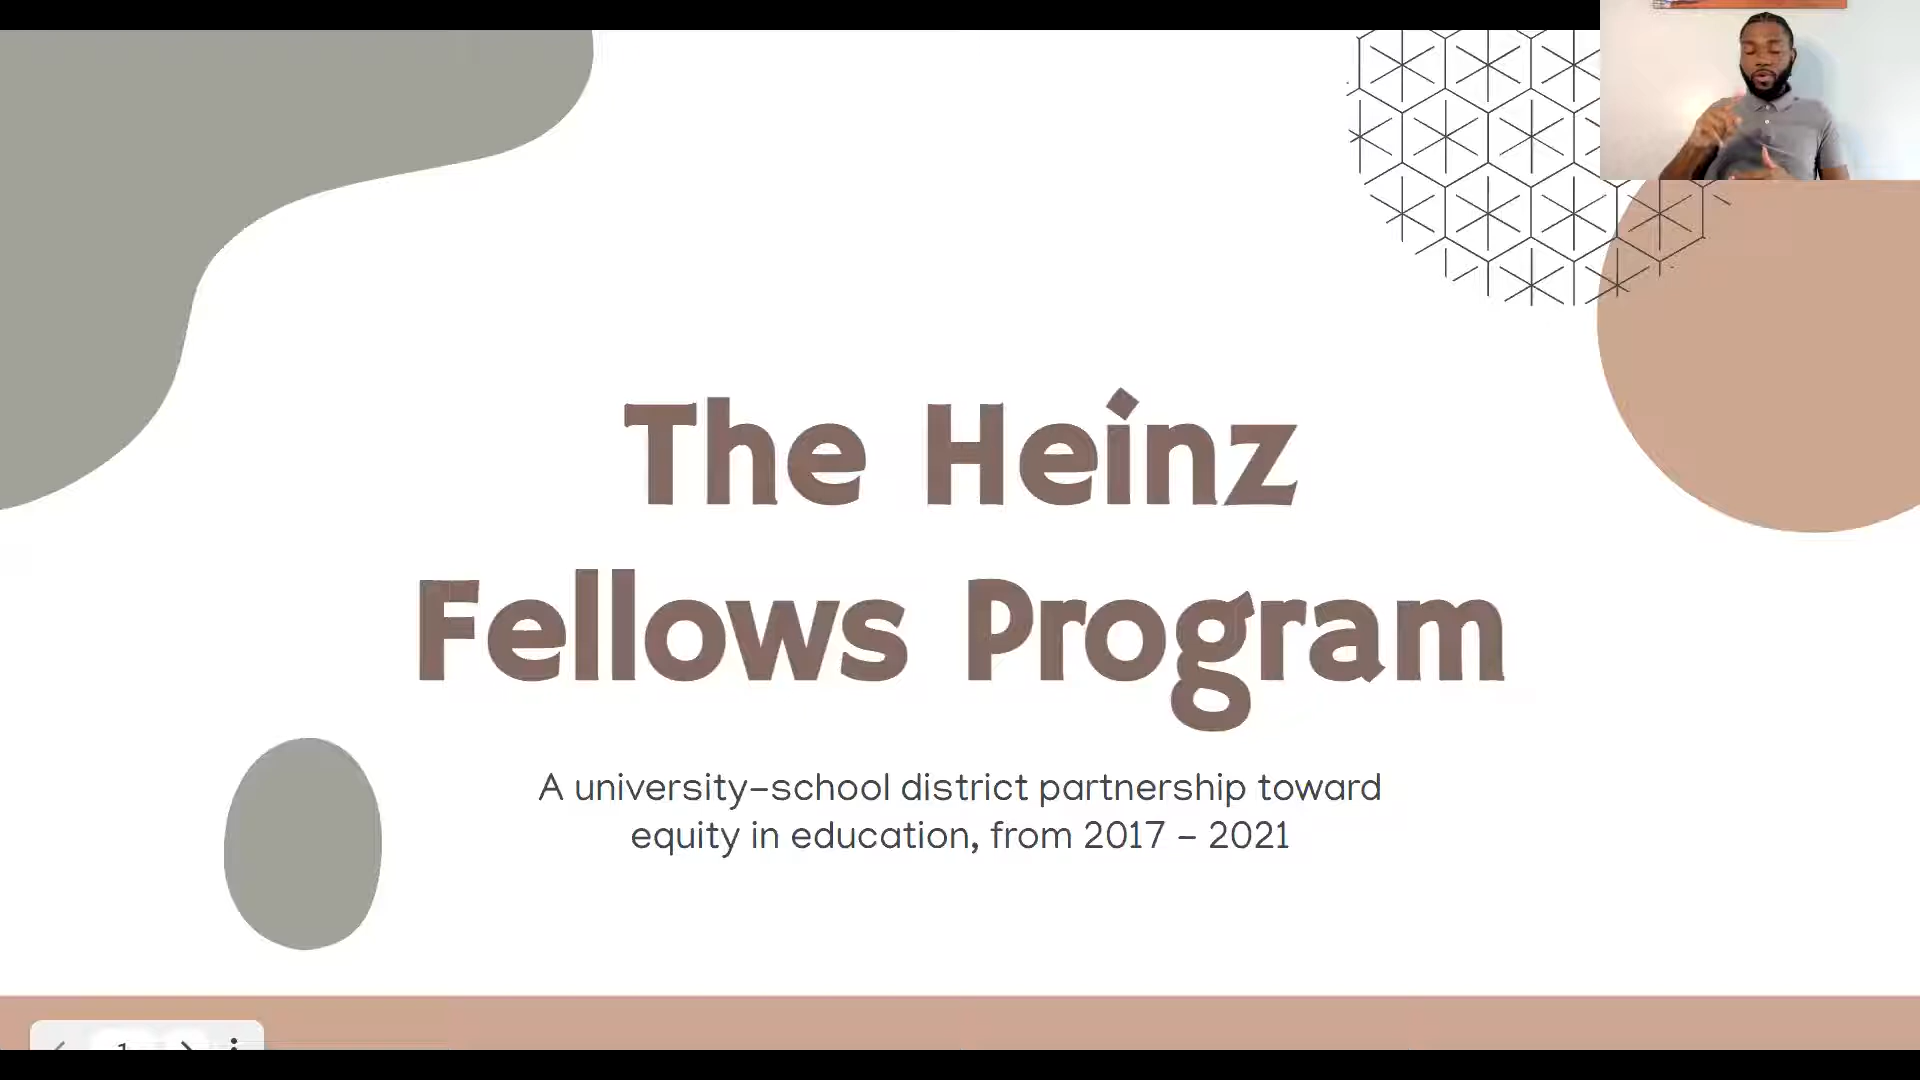 The Heinz
Fellows Program
A university-school district partnership toward
equity in education, from 2017 - 2021